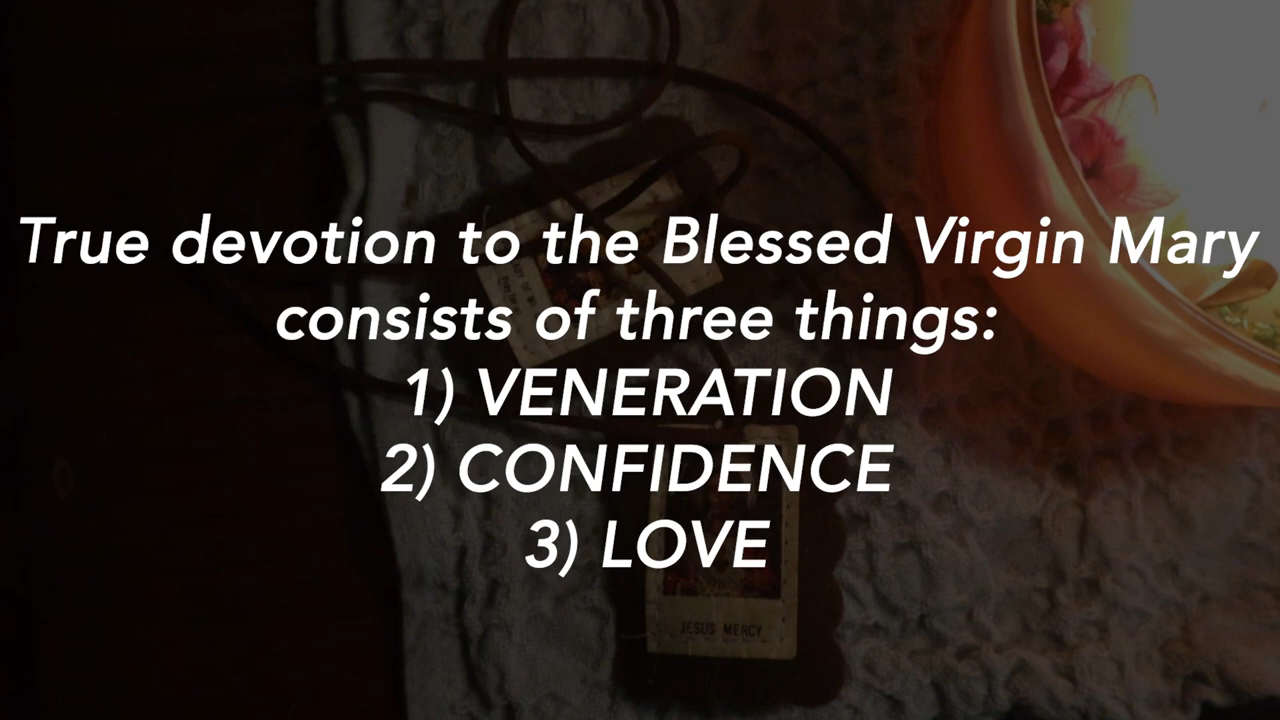 True devotion to the Blessed Virgin Mary
consists of three things:
1) VENERATION
2) CONFIDENCE
3) LOVE
JESUS MERCY